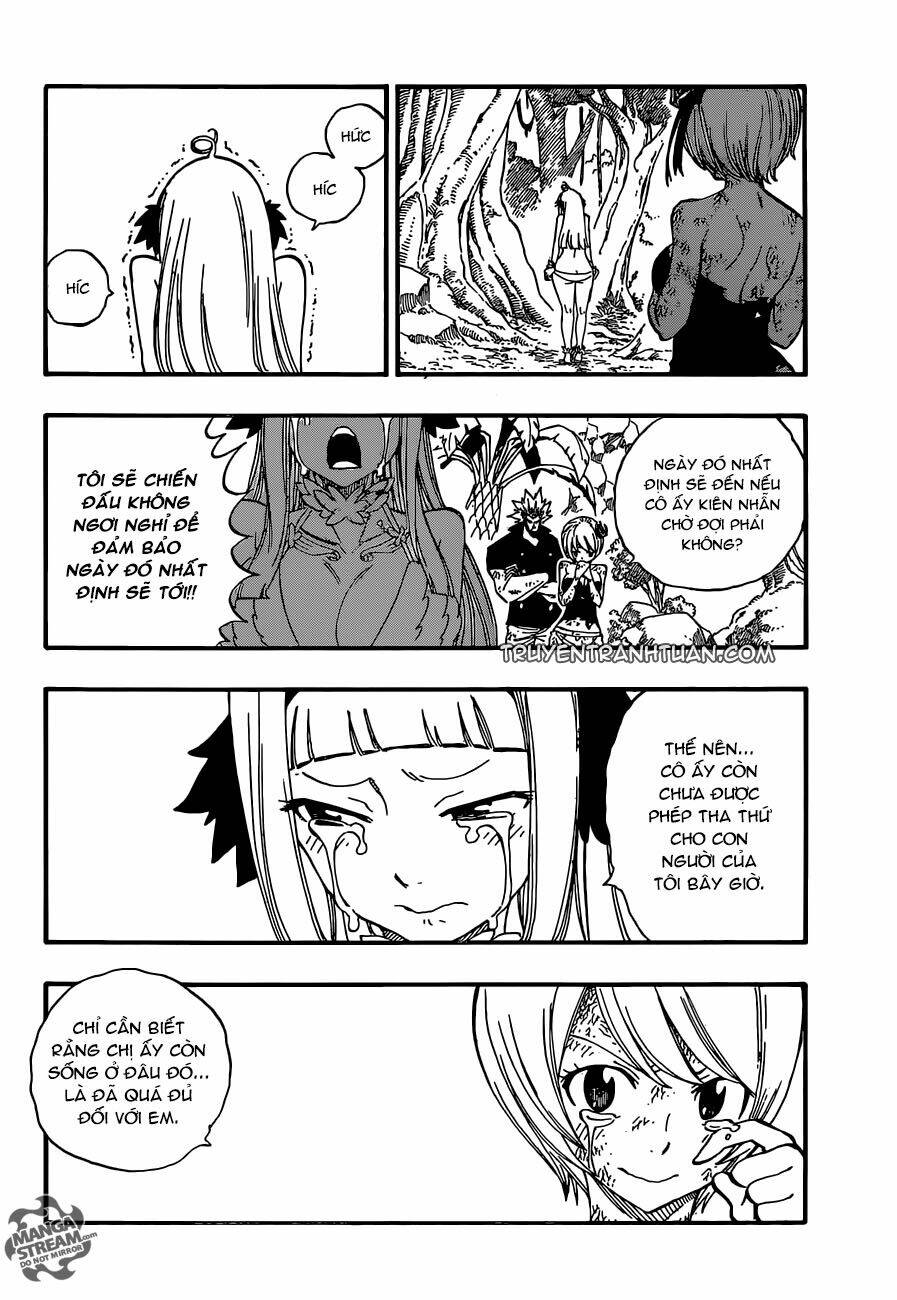 HỨC
HÍC
HÍC
NGÀY ĐÓ NHẤT
ĐỊNH SẼ ĐẾN NẾU
CÔ ẤY KIÊN NHẪN
CHỜ ĐỢI PHẢI
KHÔNG?
TÔI SẼ CHIẾN
ĐẤU KHÔNG
NGƠI NGHỈ ĐỂ
ĐẢM BẢO
NGÀY ĐÓ NHẤT
ĐỊNH SẼ TỚI!!
TRUYENTRANHTUAN.COM
THẾ NÊN...
CÔ ẤY CÒN
CHƯA ĐƯỢC
PHÉP THA THỨ
CHO CON
NGƯỜI CỦA
TÔI BÂY GIỜ.
CHỈ CẦN BIẾT
RẰNG CHỊ ẤY CÒN
SỐNG Ở ĐÂU ĐÓ...
LÀ ĐÃ QUÁ ĐỦ
ĐỐI VỚI EM.
MANGA
STREAM.com
DO NOT MIRROR